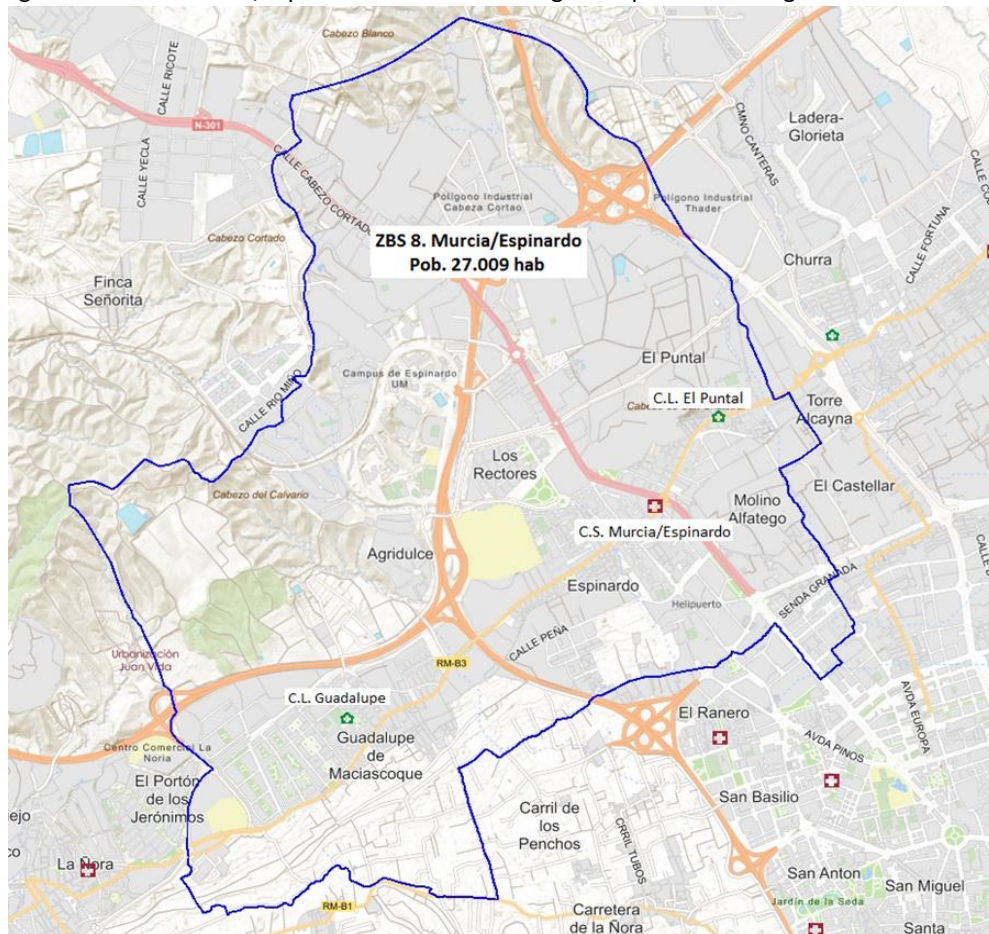 Cabezo Blanco
CALLE RICOTE
N-301
CALLE YECLA
CALLE CABEZO CORTADO
Cabezo Cortado
Finca
Señorita
Polígono Industrial
Cabeza Cortao
ZBS 8. Murcia/Espinardo
Pob. 27.009 hab
Polígono Industrial
Thader
CMNO CANTERAS
Ladera-
Glorieta
Churra
CALLE FORTUNA
El Puntal
C.L. El Puntal
Torre
Alcayna
El Castellar
Campus de Espinardo
UM
CALLE RIO MIÑO
Los
Rectores
Cabezo del Calvario
Agridulce
C.S. Murcia/Espinardo
Molino
Alfatego
Espinardo
Helipuerto
SENDA GRANADA
CALLE PEÑA
RM-B3
Urbanización
Juan Vida
C.L. Guadalupe
Guadalupe
de
Maciascoque
Centro Comercial La
Noria
El Portón
de los
Jerónimos
La Ñora
RM-B1
El Ranero
AVDA EUROPA
AVDA PINOS
San Basilio
Carril de
los
Penchos
CRRIL TUBOS
Carretera
de la Ñora
San Anton
Jardín de la Seda
San Miguel
Santa